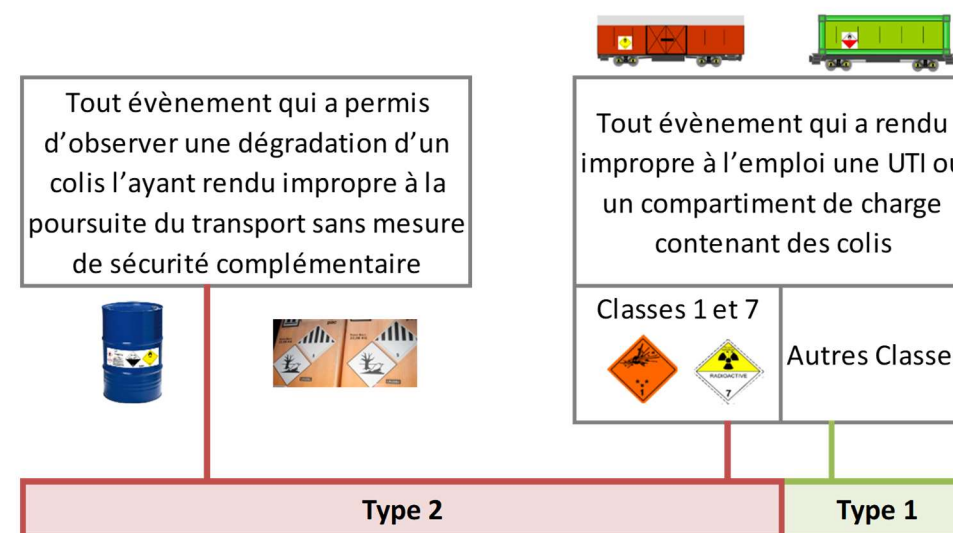 Tout évènement qui a permis
d’observer une dégradation d’un
colis l’ayant rendu impropre à la
poursuite du transport sans mesure
de sécurité complémentaire
Tout évènement qui a rendu
impropre à l’emploi une UTI ou
un compartiment de charge
contenant des colis
Classes 1 et 7
1
RADIOACTIVE
7
Autres Classe
Type 2
Type 1